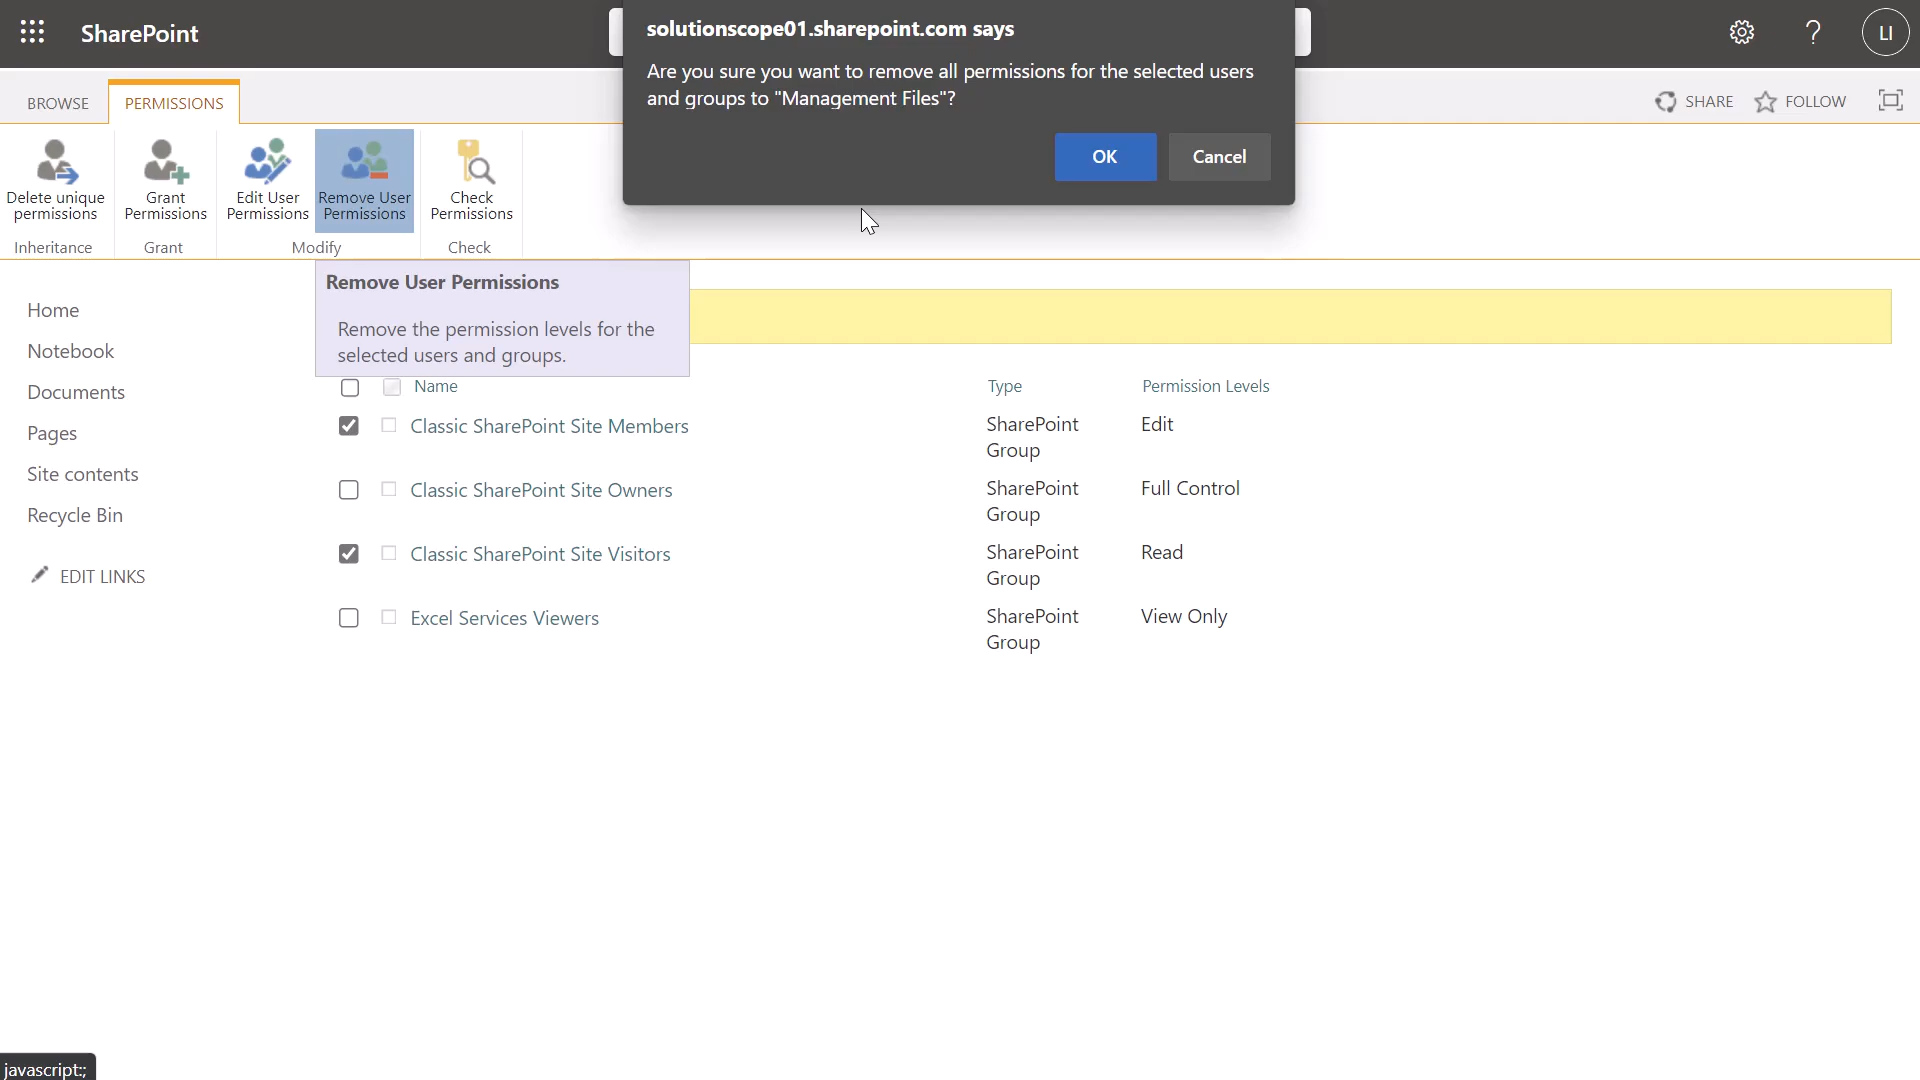 SharePoint
solutionscope01.sharepoint.com says
Are you sure you want to remove all permissions for the selected users
and groups to "Management Files"?
OK
Cancel
LI
BROWSE
PERMISSIONS
SHARE
FOLLOW
Delete unique
permissions
Grant
Permissions
Edit User
Permissions
Remove User
Permissions
Check
Permissions
Inheritance
Grant
Modify
Check
Remove User Permissions
Remove the permission levels for the
selected users and groups.
Home
Notebook
Documents
Pages
Site contents
Recycle Bin
EDIT LINKS
Name
Type
Permission Levels
Classic SharePoint Site Members
SharePoint
Group
Edit
Classic SharePoint Site Owners
SharePoint
Group
Full Control
Classic SharePoint Site Visitors
SharePoint
Group
Read
Excel Services Viewers
SharePoint
Group
View Only
javascript:;